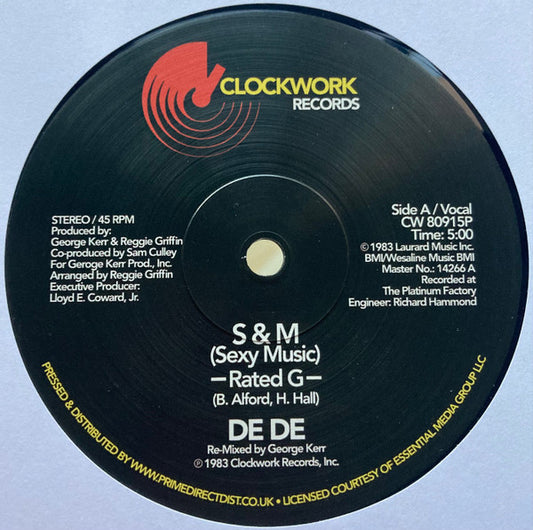 CLOCKWORK
RECORDS
STEREO / 45 RPM
Produced by:
George Kerr & Reggie Griffin
Co-produced by Sam Culley
For Geroge Kerr Prod., Inc.
Arranged by Reggie Griffin
Executive Producer:
Lloyd E. Coward, Jr.
Side A / Vocal
CW 80915P
Time: 5:00
© 1983 Laurard Music Inc.
BMI/Wesaline Music BMI
Master No.: 14266 A
Recorded at
The Platinum Factory
Engineer: Richard Hammond
S & M
(Sexy Music)
—Rated G—
(B. Alford, H. Hall)
DE DE
Re-Mixed by George Kerr
℗ 1983 Clockwork Records, Inc.
PRESSED & DISTRIBUTED BY WWW.PRIMEDIRECTDIST.CO.UK • LICENSED COURTESY OF ESSENTIAL MEDIA GROUP LLC